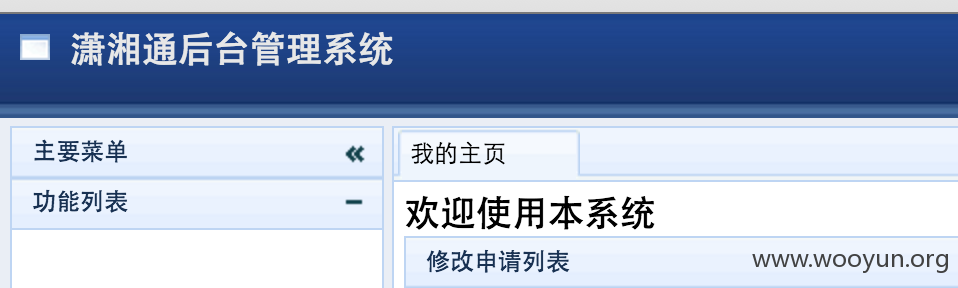 潇湘通后台管理系统
主要菜单
功能列表
我的主页
欢迎使用本系统
修改申请列表
www.wooyun.org